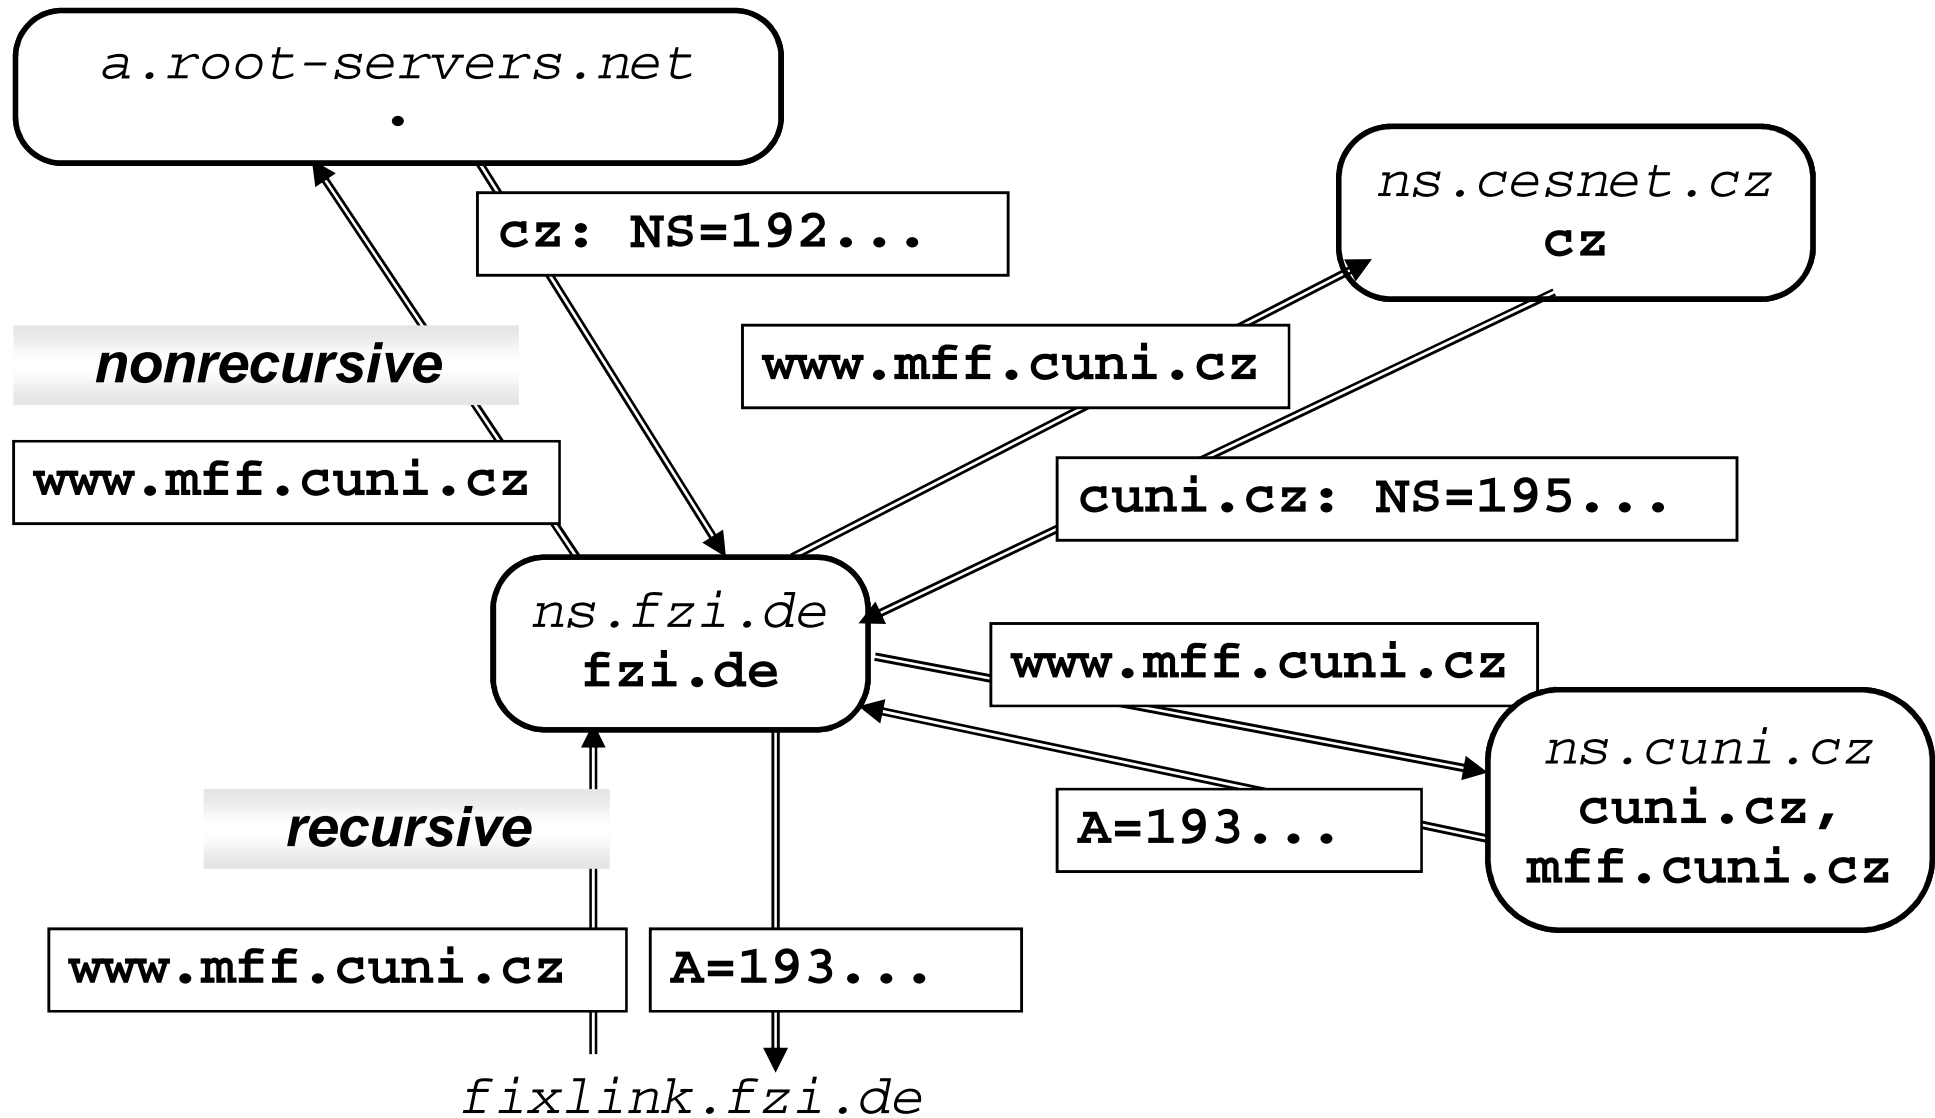 a.root-servers.net
.
cz: NS=192...
ns.cesnet.cz
cz
nonrecursive
www.mff.cuni.cz
www.mff.cuni.cz
cuni.cz: NS=195...
ns.fzi.de
fzi.de
www.mff.cuni.cz
ns.cuni.cz
cuni.cz,
mff.cuni.cz
recursive
A=193...
www.mff.cuni.cz
A=193...
fixlink.fzi.de